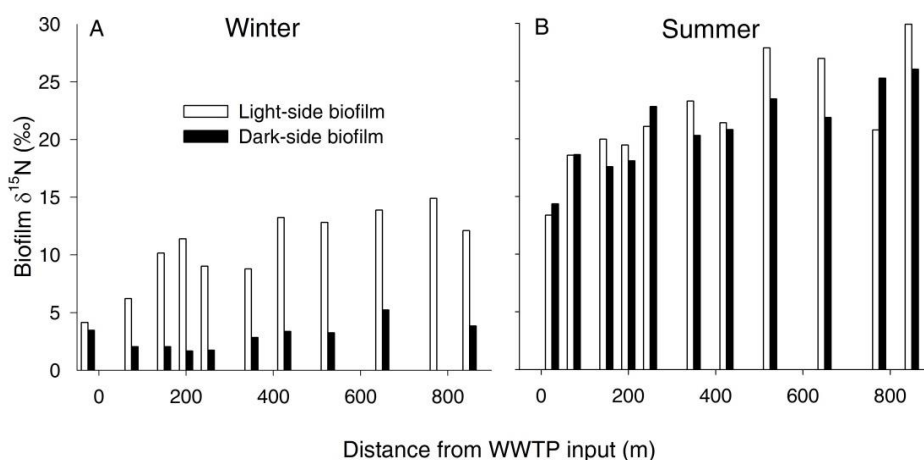 A Winter
B Summer
Light-side biofilm
Dark-side biofilm
Biofilm δ¹⁵N (‰)
30
25
20
15
10
5
0
0 200 400 600 800
0 200 400 600 800
Distance from WWTP input (m)